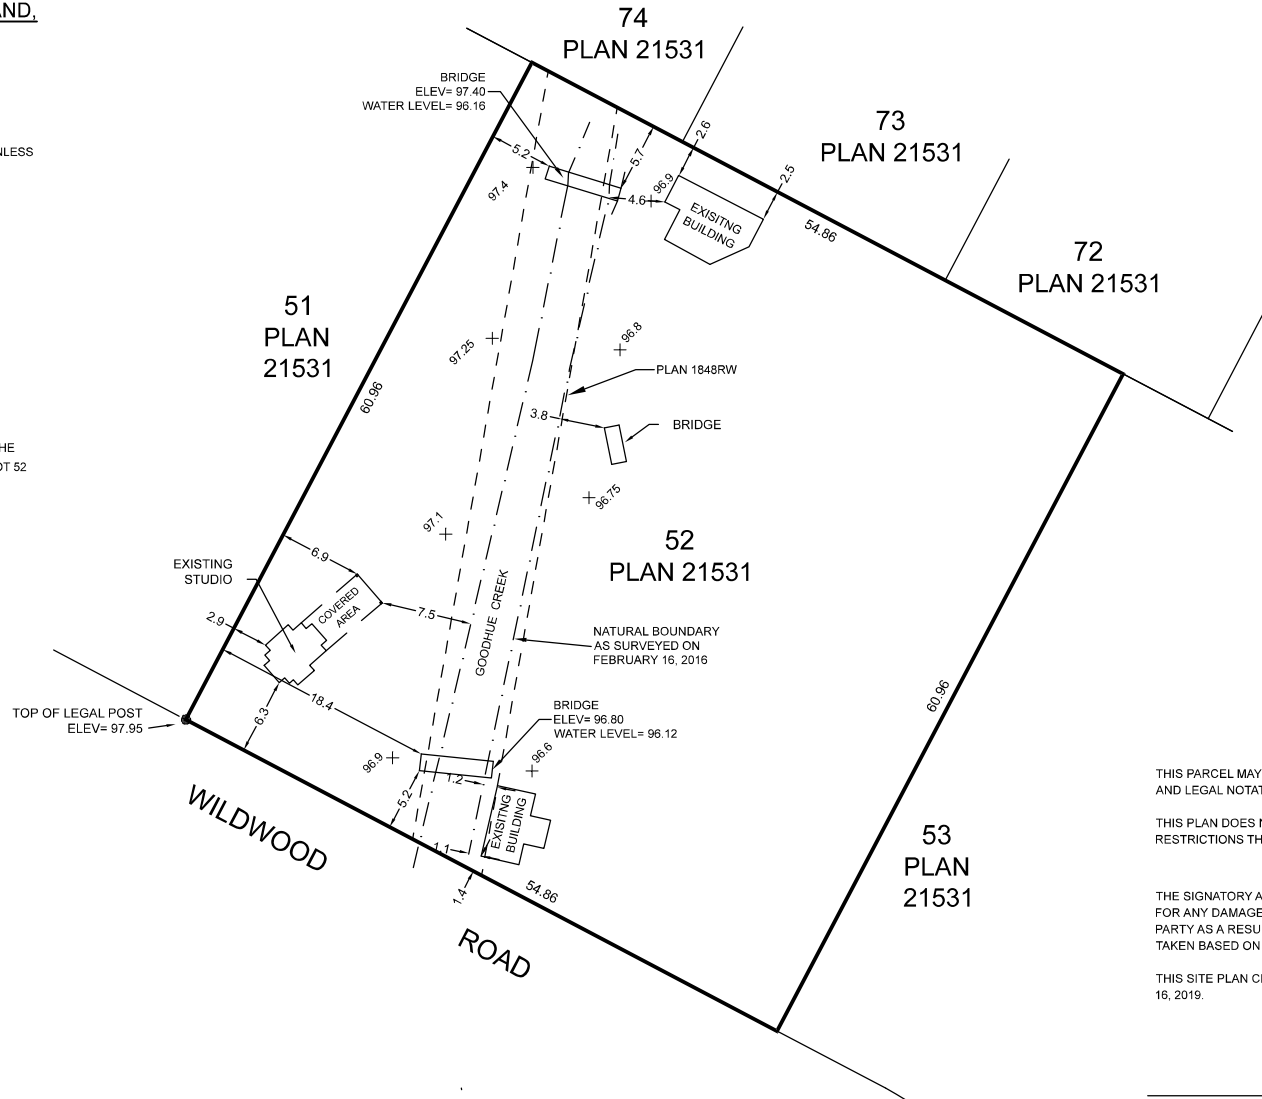 AND,
74
PLAN 21531
BRIDGE
ELEV= 97.40
WATER LEVEL= 96.16
73
PLAN 21531
NLESS
2.6
5.2
5.7
97.4
4.6
96.9
2.5
EXISITNG
BUILDING
54.86
72
PLAN 21531
51
PLAN
21531
97.25
96.8
PLAN 1848RW
60.96
3.8
BRIDGE
HE
OT 52
96.75
97.1
52
PLAN 21531
6.9
EXISTING
STUDIO
COVERED
AREA
2.9
7.5
GOODHUE CREEK
NATURAL BOUNDARY
AS SURVEYED ON
FEBRUARY 16, 2016
60.96
18.4
6.3
TOP OF LEGAL POST
ELEV= 97.95
BRIDGE
ELEV= 96.80
WATER LEVEL= 96.12
96.9
96.6
1.2
5.2
EXISITNG
BUILDING
1.1
1.4
54.86
WILDWOOD
ROAD
53
PLAN
21531
THIS PARCEL MAY
AND LEGAL NOTAT
THIS PLAN DOES N
RESTRICTIONS TH
THE SIGNATORY A
FOR ANY DAMAGE
PARTY AS A RESU
TAKEN BASED ON
THIS SITE PLAN C
16, 2019.